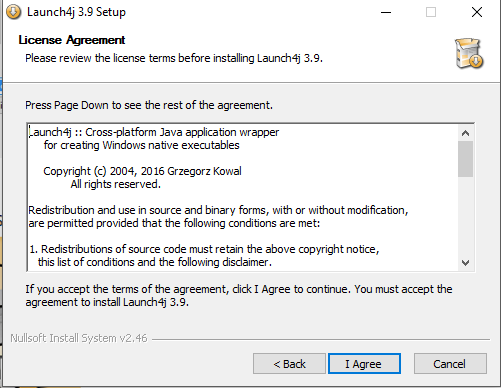 Launch4j 3.9 Setup
License Agreement
Please review the license terms before installing Launch4j 3.9.
Press Page Down to see the rest of the agreement.
Launch4j :: Cross-platform Java application wrapper
for creating Windows native executables
Copyright (c) 2004, 2016 Grzegorz Kowal
All rights reserved.
Redistribution and use in source and binary forms, with or without modification,
are permitted provided that the following conditions are met:
1. Redistributions of source code must retain the above copyright notice,
this list of conditions and the following disclaimer.
If you accept the terms of the agreement, click I Agree to continue. You must accept the
agreement to install Launch4j 3.9.
Nullsoft Install System v2.46
< Back
I Agree
Cancel